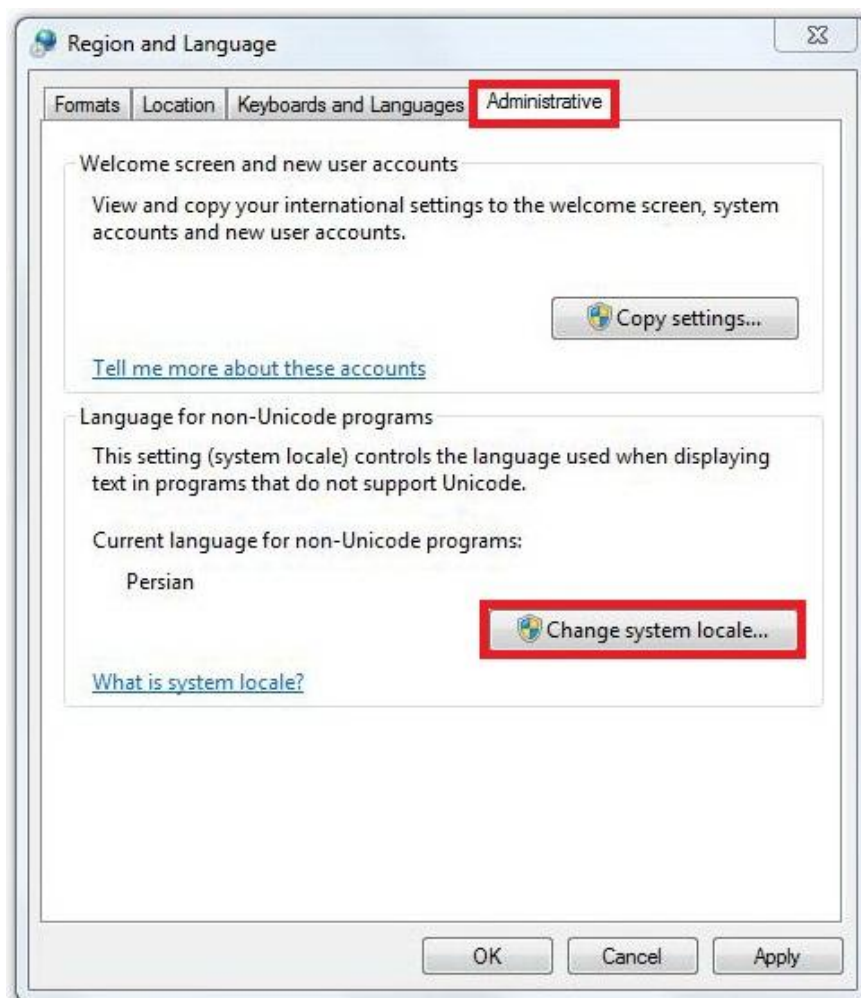 Region and Language
Formats Location Keyboards and Languages Administrative
Welcome screen and new user accounts
View and copy your international settings to the welcome screen, system
accounts and new user accounts.
Copy settings...
Tell me more about these accounts
Language for non-Unicode programs
This setting (system locale) controls the language used when displaying
text in programs that do not support Unicode.
Current language for non-Unicode programs:
Persian
Change system locale...
What is system locale?
OK Cancel Apply